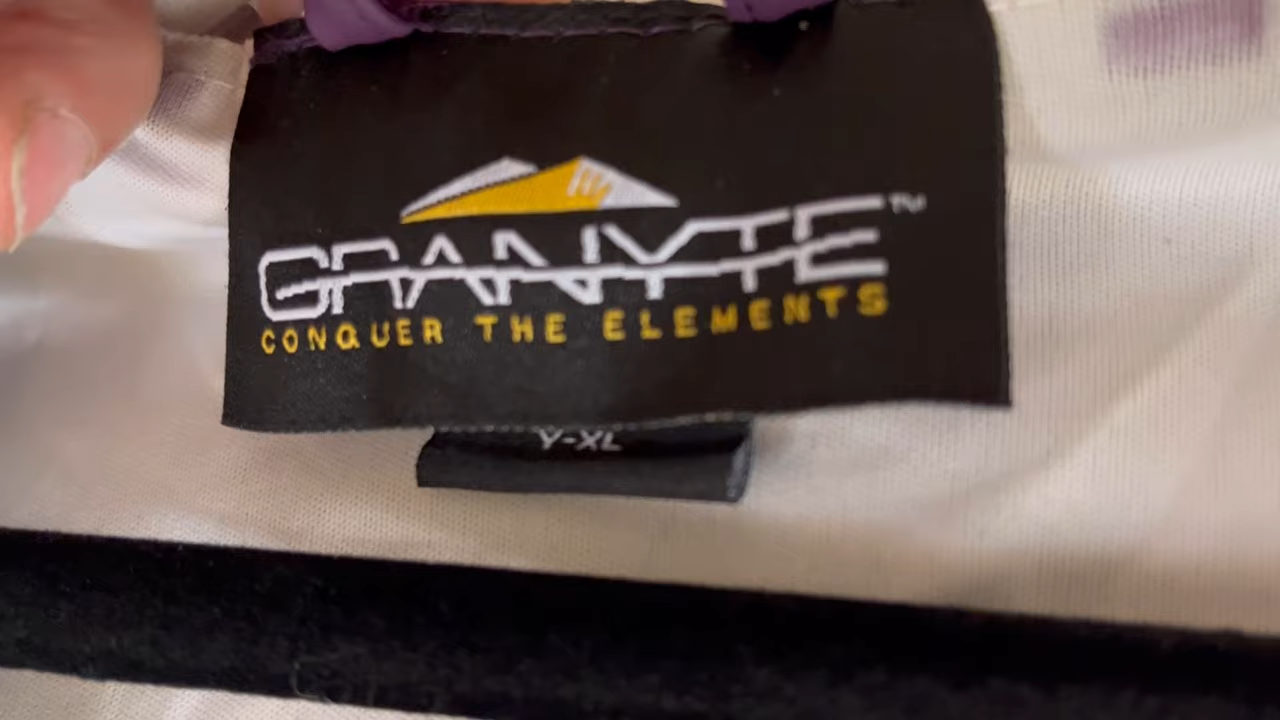 GRANYTE™
CONQUER THE ELEMENTS
Y-XL